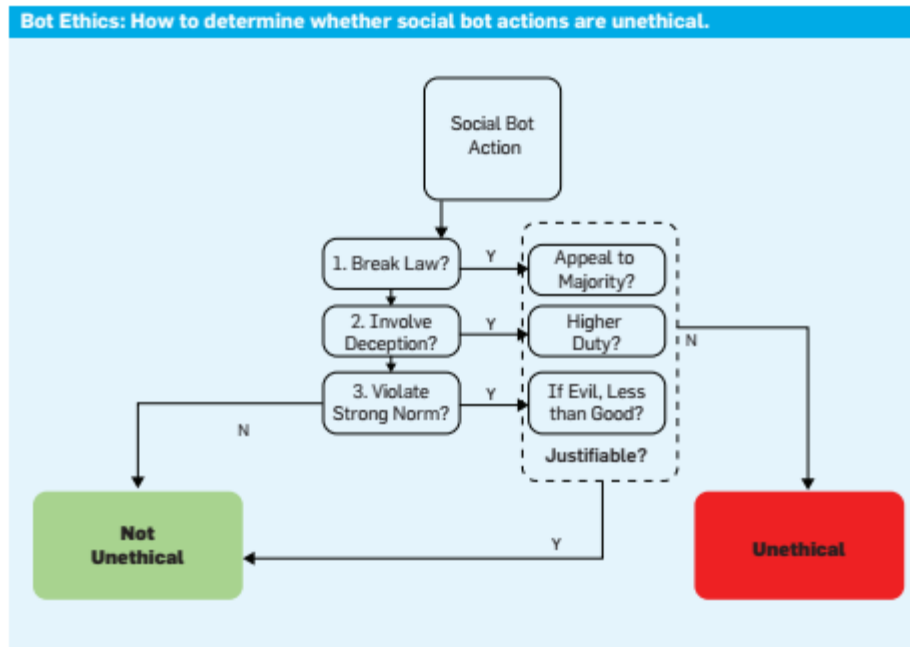 Bot Ethics: How to determine whether social bot actions are unethical.
Social Bot
Action
1. Break Law?
Y
Appeal to
Majority?
2. Involve
Deception?
Y
Higher
Duty?
N
3. Violate
Strong Norm?
Y
If Evil, Less
than Good?
N
Justifiable?
Not
Unethical
Y
Unethical